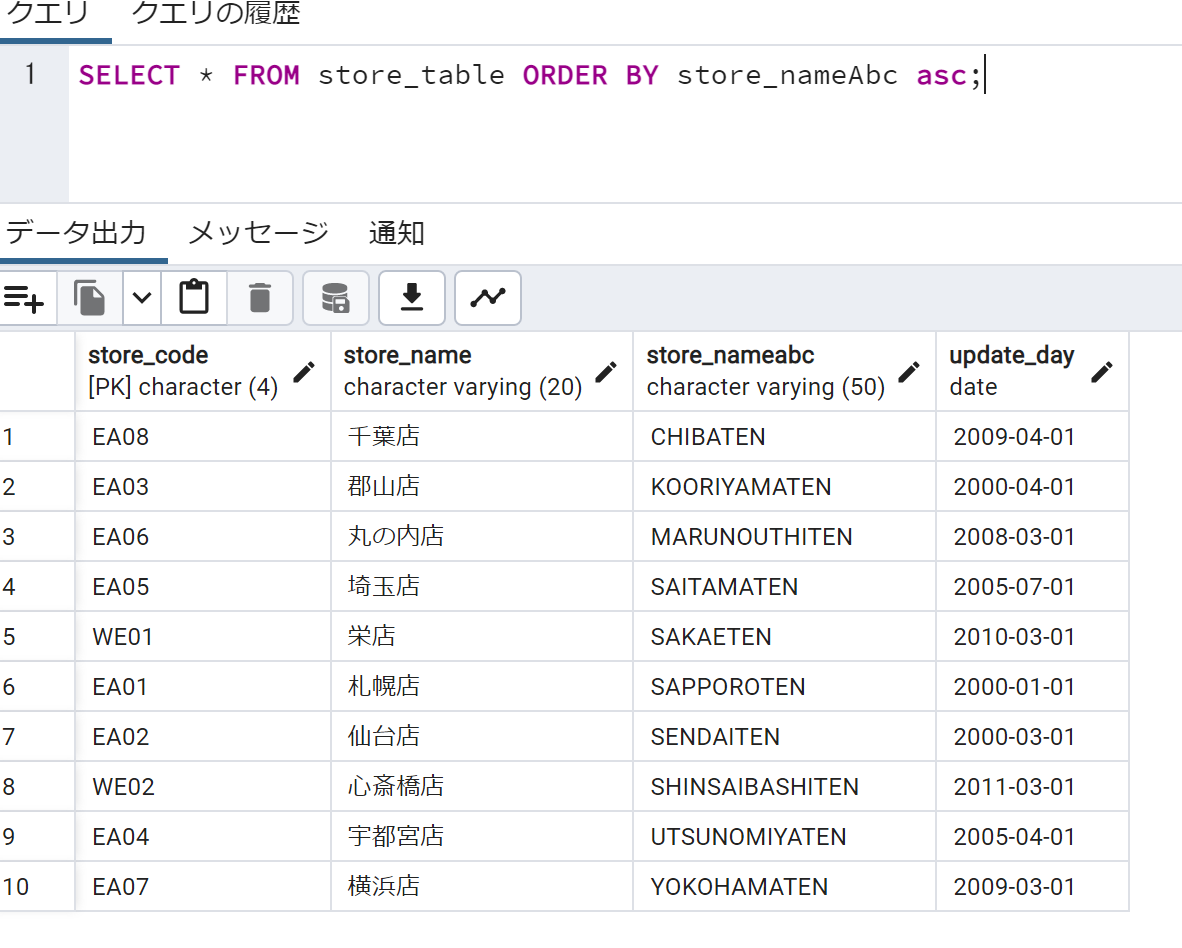 クエリ クエリの履歴
1 SELECT * FROM store_table ORDER BY store_nameAbc asc;
データ出力 メッセージ 通知
store_code store_name store_nameabc update_day
[PK] character (4) character varying (20) character varying (50) date
1 EA08 千葉店 CHIBATEN 2009-04-01
2 EA03 郡山店 KOORIYAMATEN 2000-04-01
3 EA06 丸の内店 MARUNOUTHITEN 2008-03-01
4 EA05 埼玉店 SAITAMATEN 2005-07-01
5 WE01 栄店 SAKAETEN 2010-03-01
6 EA01 札幌店 SAPPOROTEN 2000-01-01
7 EA02 仙台店 SENDAITEN 2000-03-01
8 WE02 心斎橋店 SHINSAIBASHITEN 2011-03-01
9 EA04 宇都宮店 UTSUNOMIYATEN 2005-04-01
10 EA07 横浜店 YOKOHAMATEN 2009-03-01